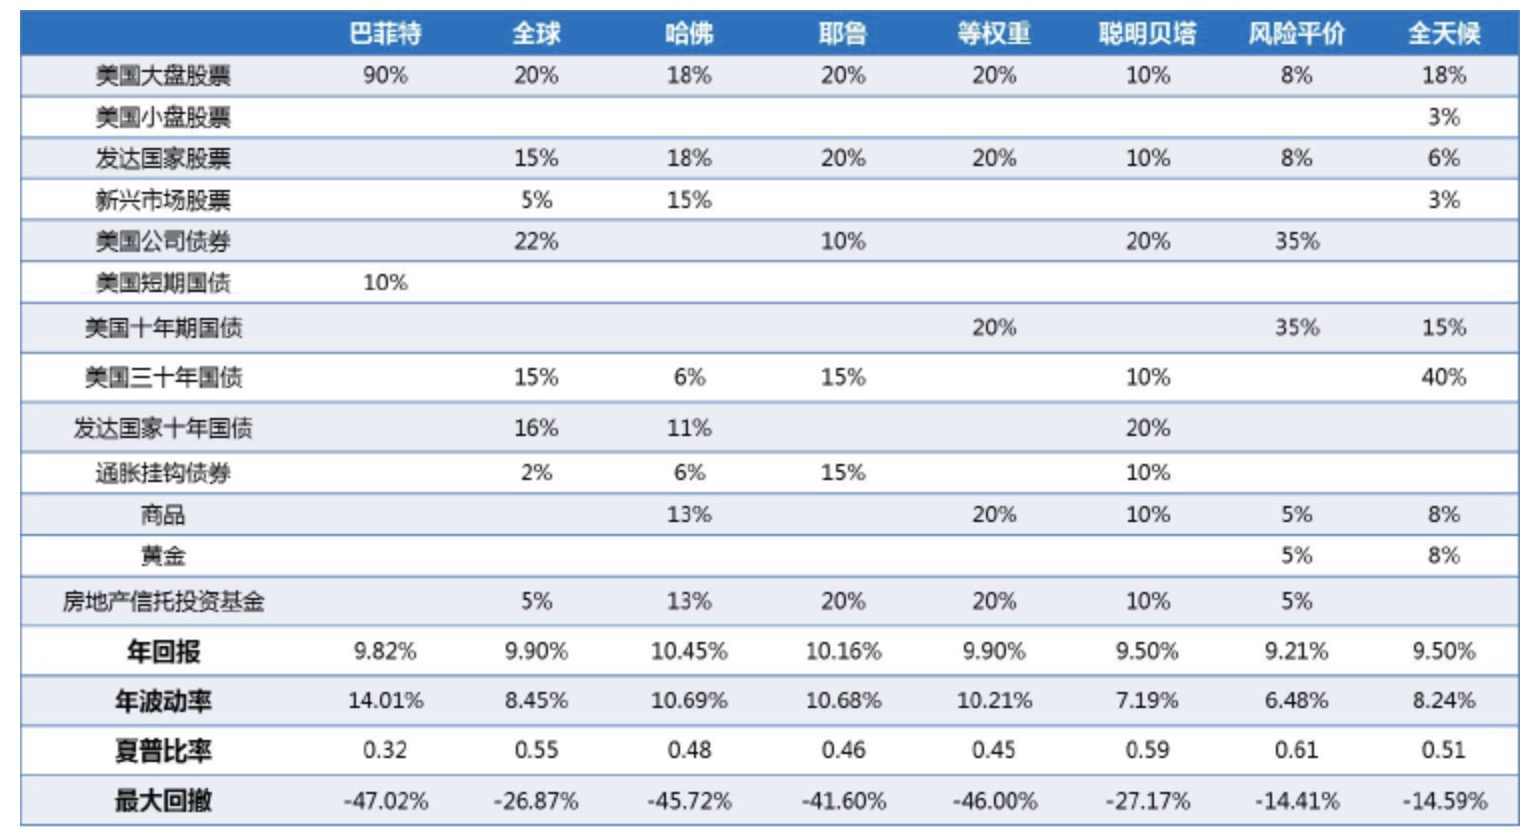 巴菲特 全球 哈佛 耶鲁 等权重 聪明贝塔 风险平价 全天候
美国大盘股票 90% 20% 18% 20% 20% 10% 8% 18%
美国小盘股票 3%
发达国家股票 15% 18% 20% 20% 10% 8% 6%
新兴市场股票 5% 15% 3%
美国公司债券 22% 10% 20% 35%
美国短期国债 10%
美国十年期国债 20% 35% 15%
美国三十年国债 15% 6% 15% 10% 40%
发达国家十年国债 16% 11% 20%
通胀挂钩债券 2% 6% 15% 10%
商品 13% 20% 10% 5% 8%
黄金 5% 8%
房地产信托投资基金 5% 13% 20% 20% 10% 5%
年回报 9.82% 9.90% 10.45% 10.16% 9.90% 9.50% 9.21% 9.50%
年波动率 14.01% 8.45% 10.69% 10.68% 10.21% 7.19% 6.48% 8.24%
夏普比率 0.32 0.55 0.48 0.46 0.45 0.59 0.61 0.51
最大回撤 -47.02% -26.87% -45.72% -41.60% -46.00% -27.17% -14.41% -14.59%